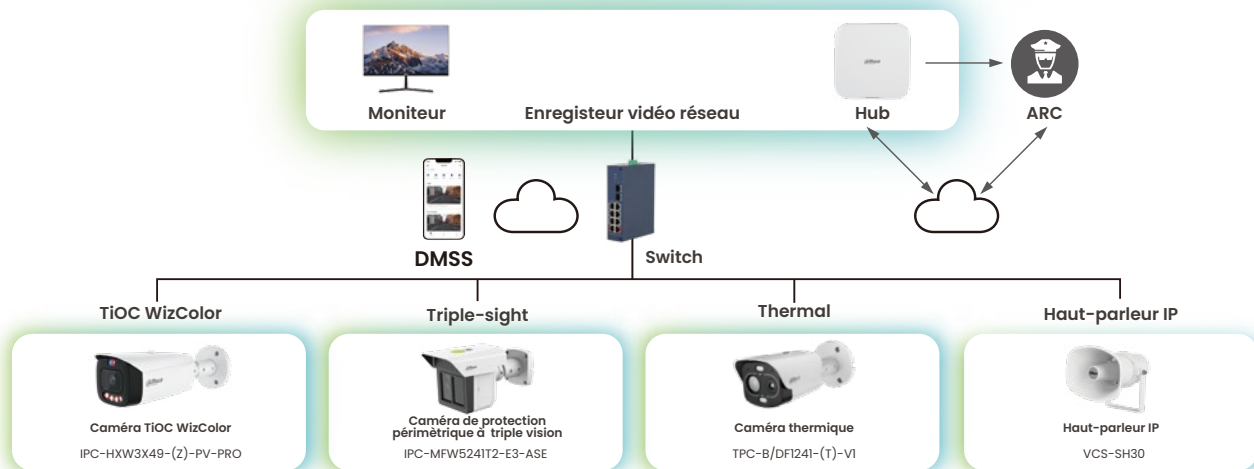 Moniteur
Enregisteur vidéo réseau
alhua
Hub
ARC
DMSS
Switch
TiOC WizColor
Triple-sight
Thermal
Haut-parleur IP
Caméra TiOC WizColor
IPC-HXW3X49-(Z)-PV-PRO
Caméra de protection
périmètrique à triple vision
IPC-MFW5241T2-E3-ASE
Caméra thermique
TPC-B/DF1241-(T)-V1
Haut-parleur IP
VCS-SH30